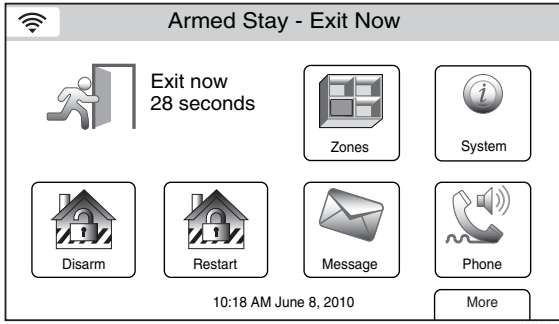 Armed Stay - Exit Now
Exit now
28 seconds
Zones
System
Disarm
Restart
Message
Phone
10:18 AM June 8, 2010
More